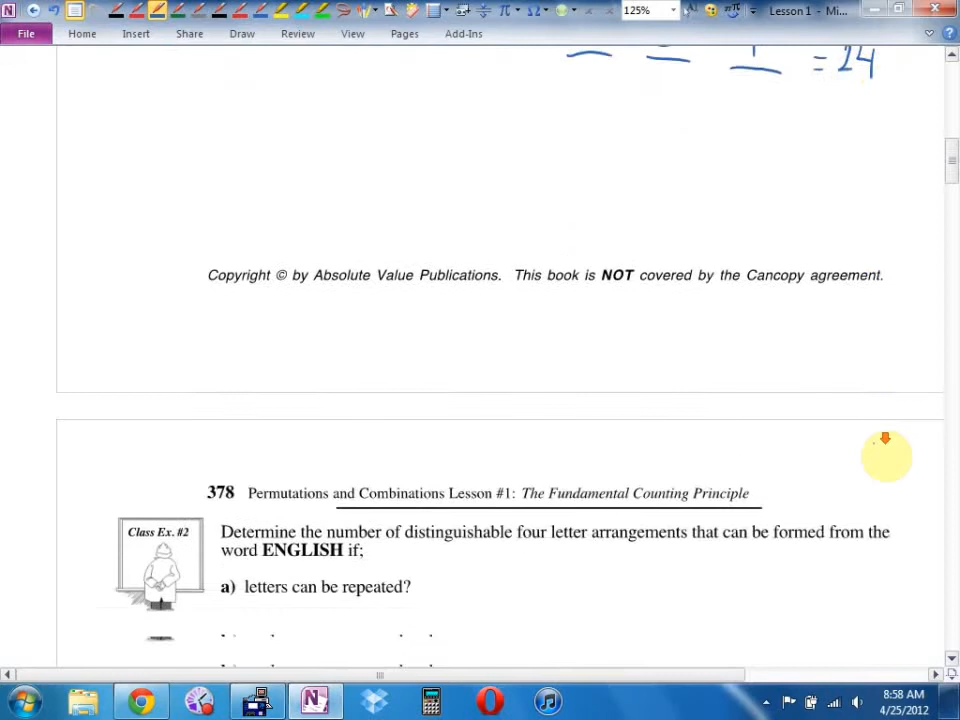 125%
Lesson 1 - Mi...
File Home Insert Share Draw Review View Pages Add-Ins
1 = 24
Copyright © by Absolute Value Publications. This book is NOT covered by the Cancopy agreement.
378 Permutations and Combinations Lesson #1: The Fundamental Counting Principle
Class Ex. #2
Determine the number of distinguishable four letter arrangements that can be formed from the
word ENGLISH if;
a) letters can be repeated?
8:58 AM
4/25/2012